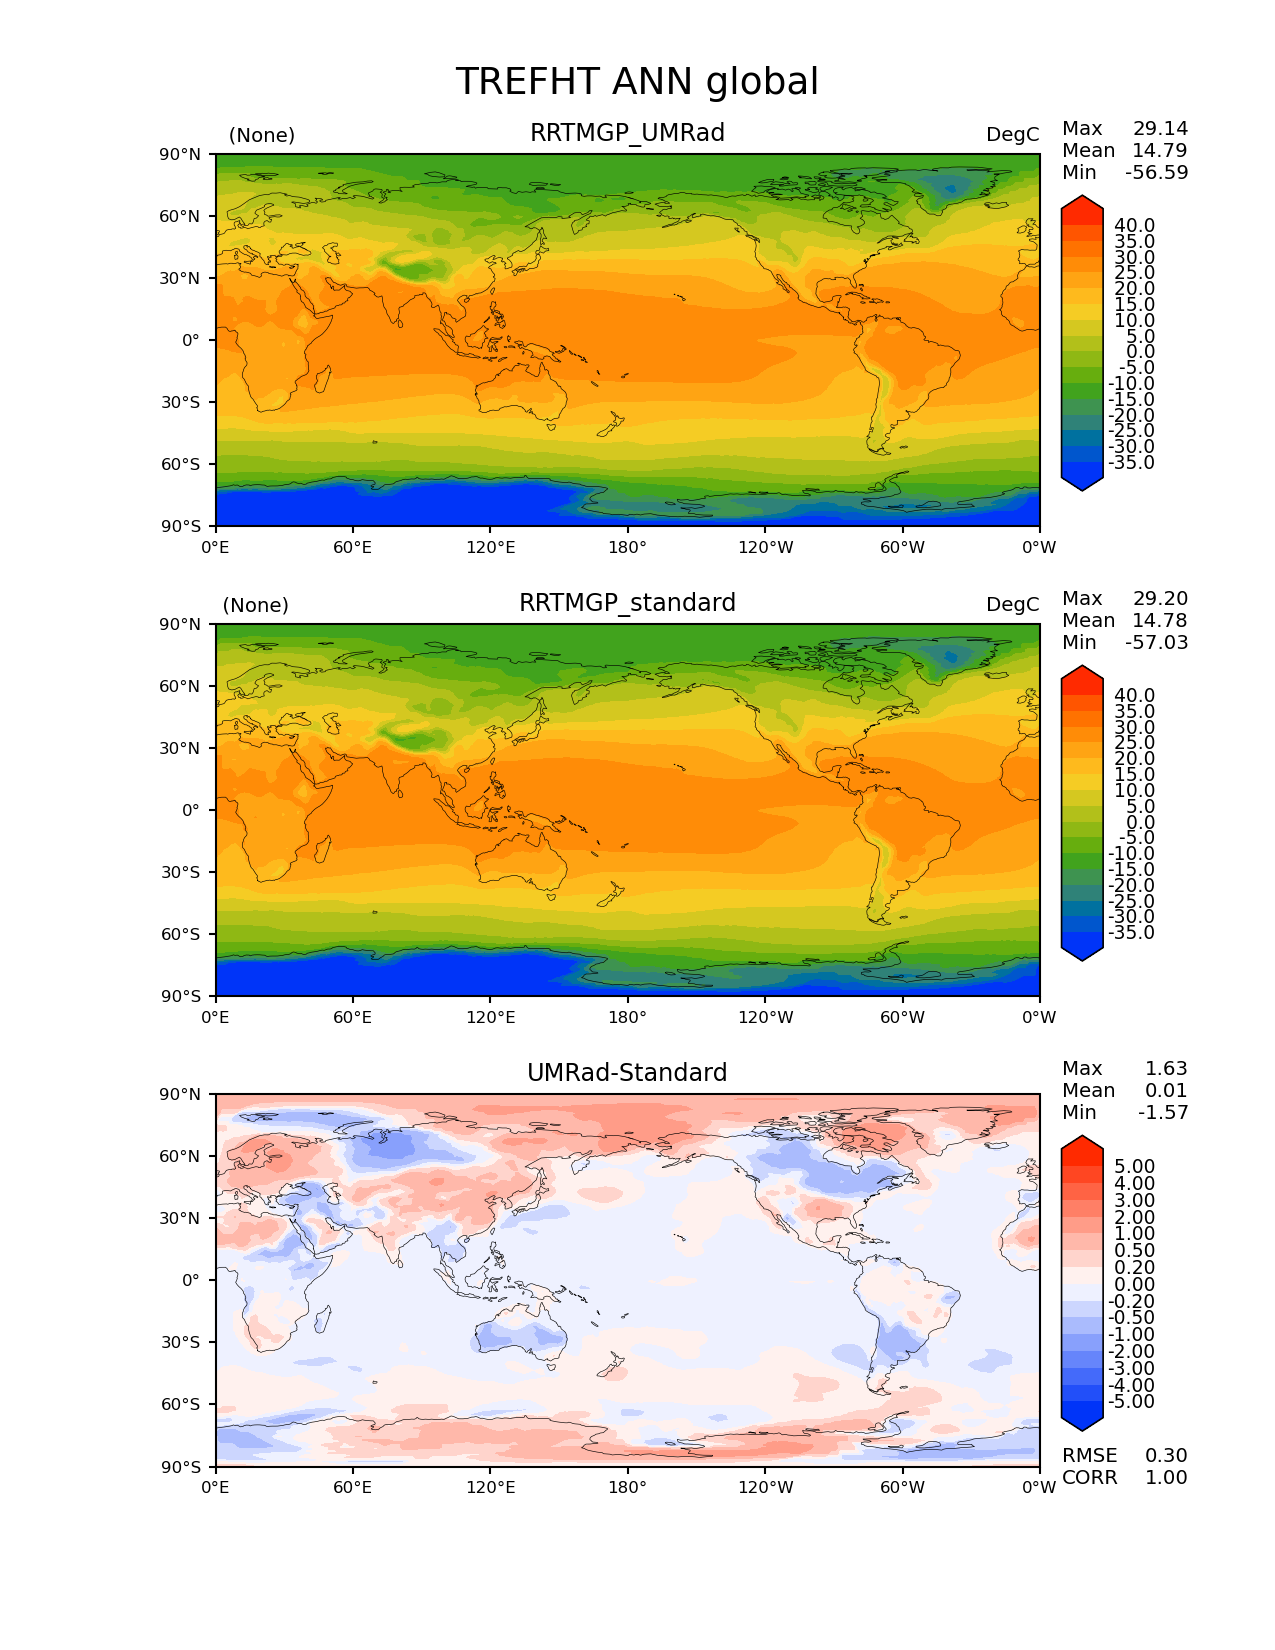 TREFHT ANN global
(None) RRTMGP_UMRad DegC
Max 29.14
Mean 14.79
Min -56.59
90°N
60°N
30°N
0°
30°S
60°S
90°S
0°E 60°E 120°E 180° 120°W 60°W 0°W
40.0
35.0
30.0
25.0
20.0
15.0
10.0
5.0
0.0
-5.0
-10.0
-15.0
-20.0
-25.0
-30.0
-35.0
(None) RRTMGP_standard DegC
Max 29.20
Mean 14.78
Min -57.03
90°N
60°N
30°N
0°
30°S
60°S
90°S
0°E 60°E 120°E 180° 120°W 60°W 0°W
40.0
35.0
30.0
25.0
20.0
15.0
10.0
5.0
0.0
-5.0
-10.0
-15.0
-20.0
-25.0
-30.0
-35.0
UMRad-Standard
Max 1.63
Mean 0.01
Min -1.57
90°N
60°N
30°N
0°
30°S
60°S
90°S
0°E 60°E 120°E 180° 120°W 60°W 0°W
5.00
4.00
3.00
2.00
1.00
0.50
0.20
0.00
-0.20
-0.50
-1.00
-2.00
-3.00
-4.00
-5.00
RMSE 0.30
CORR 1.00